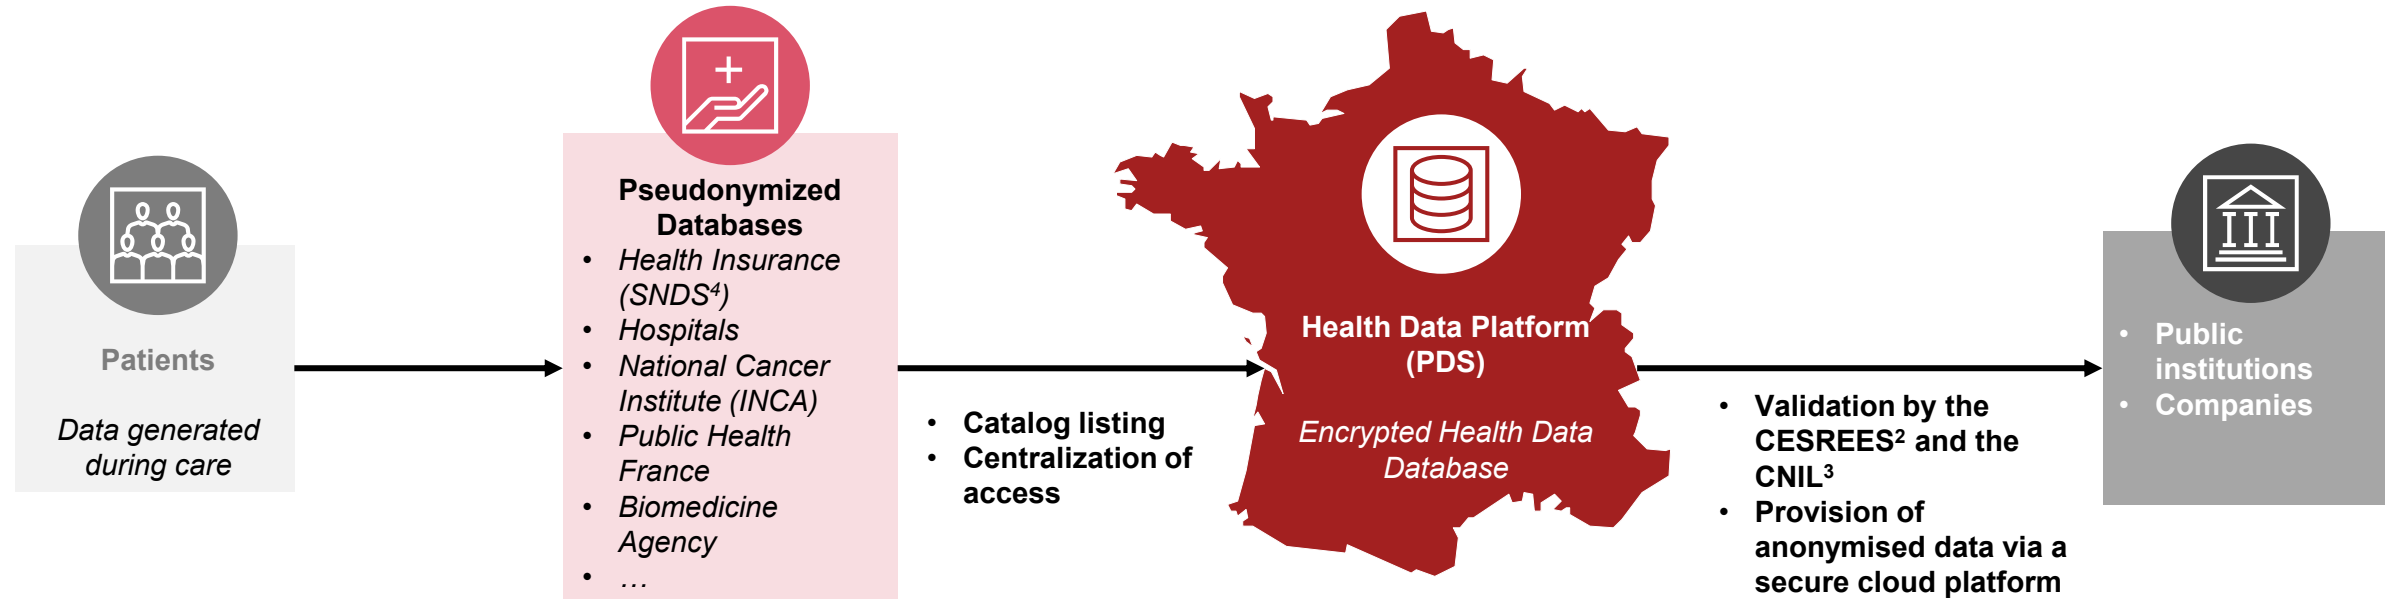 Patients
Data generated
during care
Pseudonymized
Databases
• Health Insurance
(SNDS⁴)
• Hospitals
• National Cancer
Institute (INCA)
• Public Health
France
• Biomedicine
Agency
• …
• Catalog listing
• Centralization of
access
Health Data Platform
(PDS)
Encrypted Health Data
Database
• Validation by the
CESREES² and the
CNIL³
• Provision of
anonymised data via a
secure cloud platform
• Public
institutions
• Companies